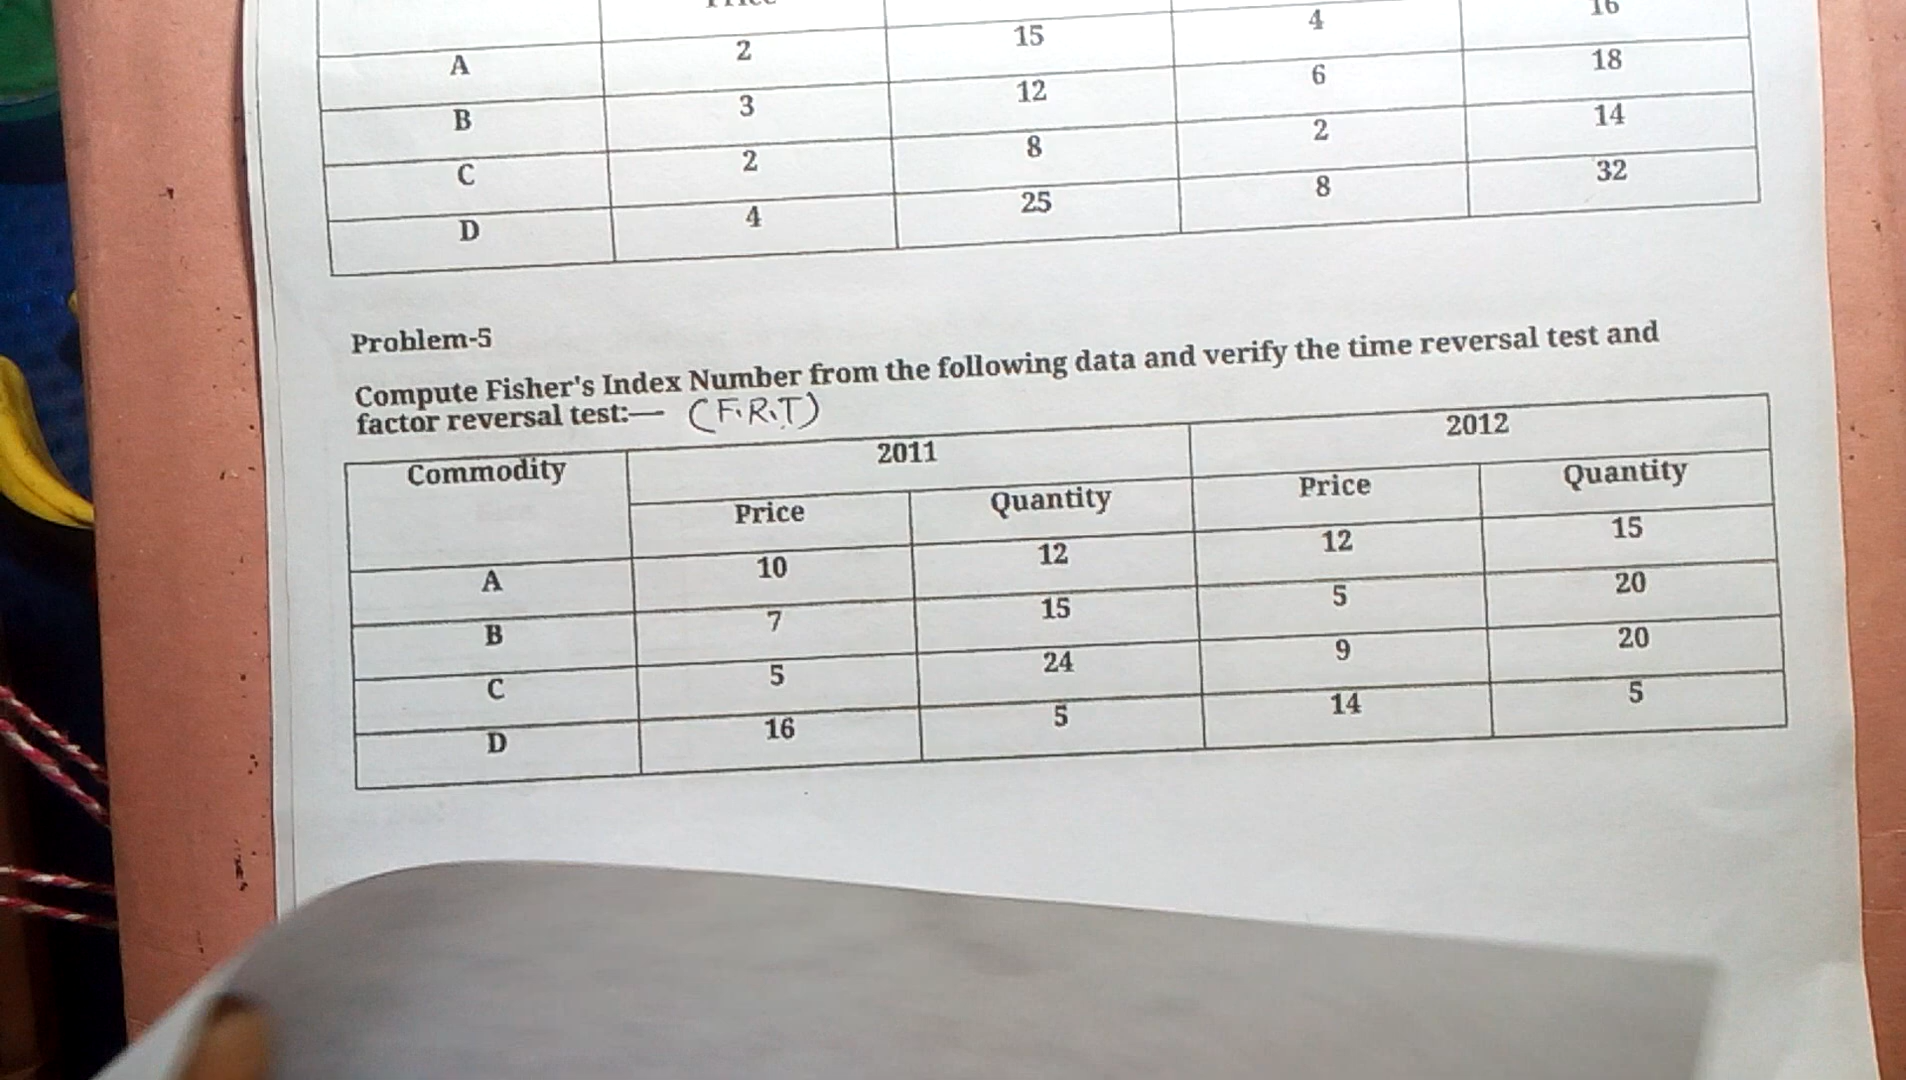 16
A 2 15 4 18
B 3 12 6 14
C 2 8 2 32
D 4 25 8
Problem-5
Compute Fisher's Index Number from the following data and verify the time reversal test and
factor reversal test:— (F.R.T)
Commodity 2011 2012
Price Quantity Price Quantity
A 10 12 12 15
B 7 15 5 20
C 5 24 9 20
D 16 5 14 5